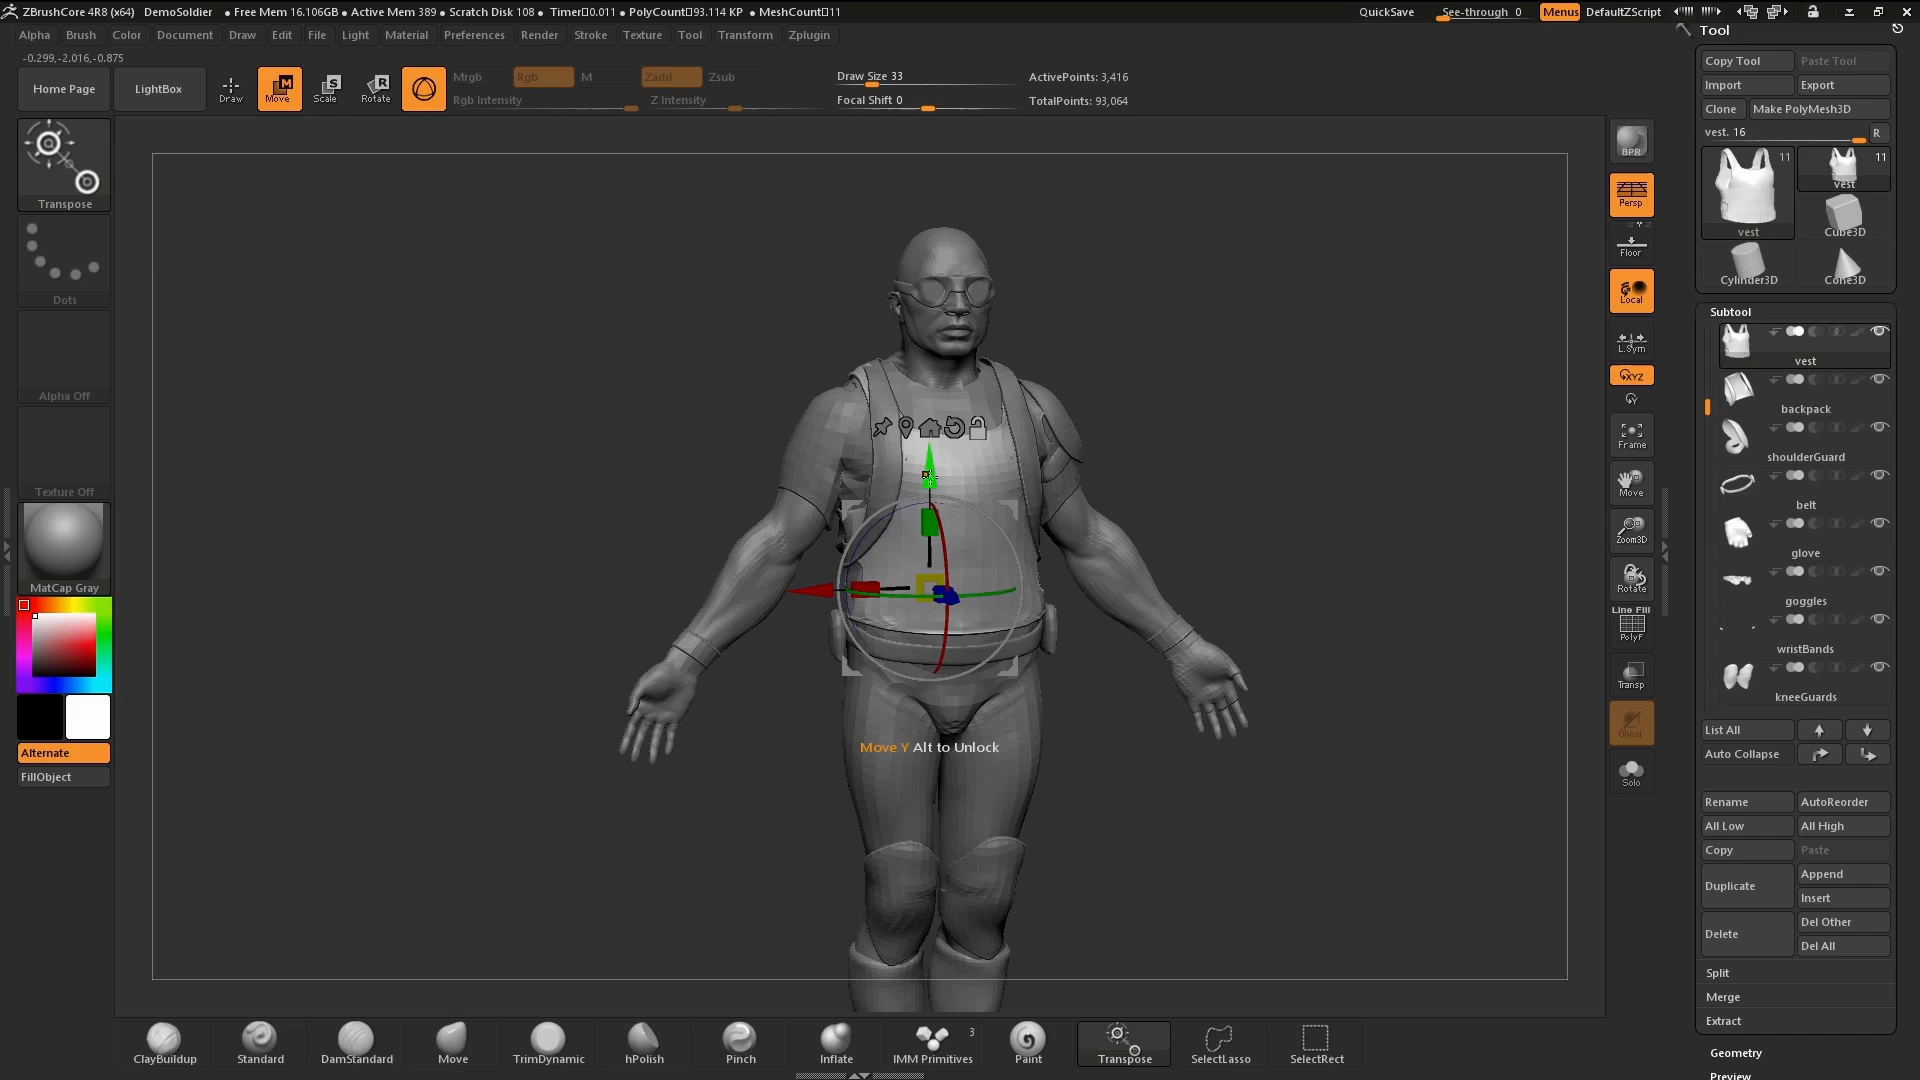 ZBrushCore 4R8 (x64) DemoSoldier • Free Mem 16.106GB • Active Mem 389 • Scratch Disk 108 • Timer□0.011 • PolyCount□93.114 KP • MeshCount□11 QuickSave See-through 0 Menus DefaultZScript
Alpha Brush Color Document Draw Edit File Light Material Movie Preferences Render Stroke Texture Tool Transform Zplugin
-0.299,-2.016,-0.875
Home Page LightBox Draw Move Scale Rotate
Mrgb Rgb M Zadd Zsub
Rgb Intensity Z Intensity
Draw Size 33
Focal Shift 0
ActivePoints: 3,416
TotalPoints: 93,064
Transpose
Dots
Alpha Off
Texture Off
MatCap Gray
Alternate
FillObject
Move Y Alt to Unlock
BPR
Persp
Floor
Local
L.Sym
XYZ
Y
Frame
Move
Zoom3D
Rotate
Line Fill
PolyF
Transp
Ghost
Solo
Tool
Copy Tool Paste Tool
Import Export
Clone Make PolyMesh3D
vest. 16 R
11 11
vest
vest Cube3D
Cylinder3D Cone3D
Subtool
vest
backpack
shoulderGuard
belt
glove
goggles
wristBands
kneeGuards
List All
Auto Collapse
Rename AutoReorder
All Low All High
Copy Paste
Duplicate Append
Insert
Delete Del Other
Del All
Split
Merge
Extract
Geometry
Preview
ClayBuildup Standard DamStandard Move TrimDynamic hPolish Pinch Inflate IMM Primitives 3 Paint Transpose SelectLasso SelectRect